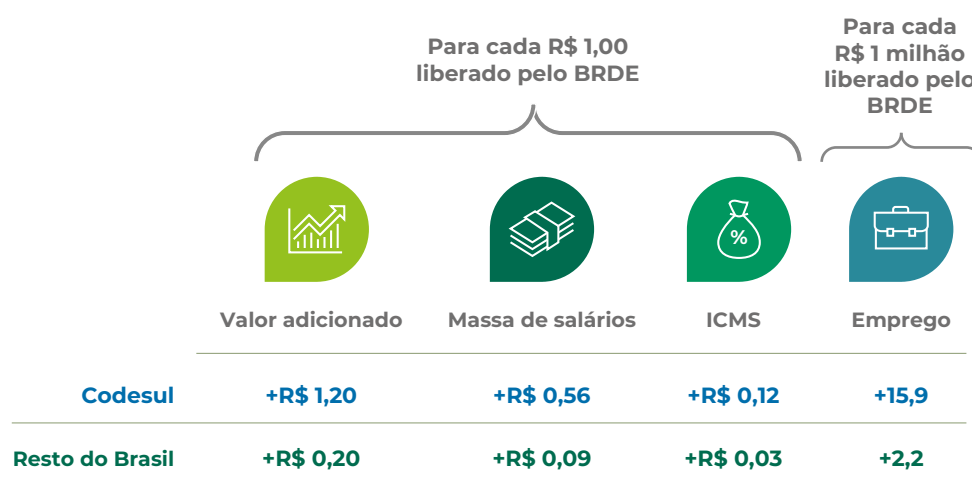 Para cada R$ 1,00
liberado pelo BRDE
Para cada
R$ 1 milhão
liberado pelo
BRDE
%
Valor adicionado
Massa de salários
ICMS
Emprego
Codesul
+R$ 1,20
+R$ 0,56
+R$ 0,12
+15,9
Resto do Brasil
+R$ 0,20
+R$ 0,09
+R$ 0,03
+2,2